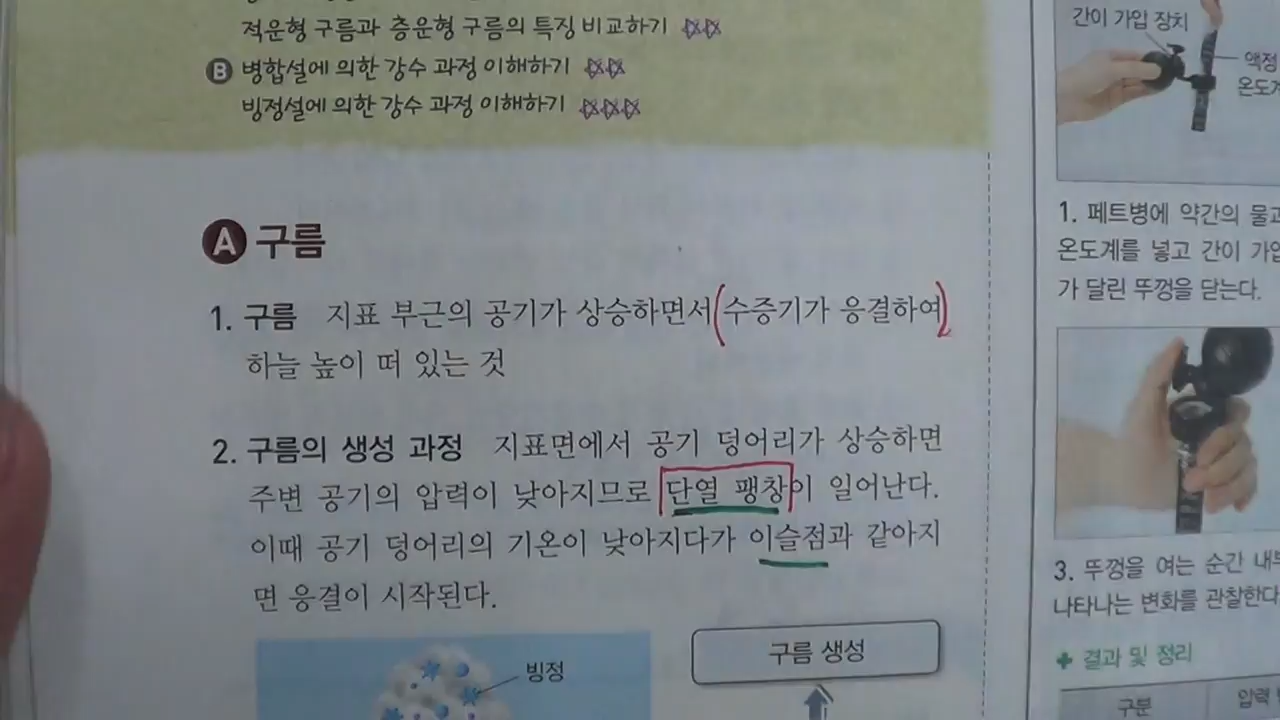 적운형 구름과 층운형 구름의 특징 비교하기
B 병합설에 의한 강수 과정 이해하기
빙정설에 의한 강수 과정 이해하기
A 구름
1. 구름 지표 부근의 공기가 상승하면서(수증기가 응결하여)
하늘 높이 떠 있는 것
2. 구름의 생성 과정 지표면에서 공기 덩어리가 상승하면
주변 공기의 압력이 낮아지므로 단열 팽창이 일어난다.
이때 공기 덩어리의 기온이 낮아지다가 이슬점과 같아지
면 응결이 시작된다.
빙정
구름 생성
간이 가입 장치
액정
온도계
1. 페트병에 약간의 물과
온도계를 넣고 간이 가입
가 달린 뚜껑을 닫는다.
3. 뚜껑을 여는 순간 내부
나타나는 변화를 관찰한다
+ 결과 및 정리
구분
압력